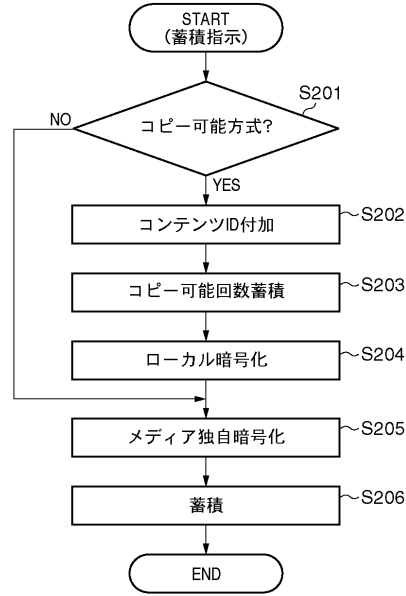 START
(蓄積指示)
S201
コピー可能方式?
NO
YES
コンテンツID付加
S202
コピー可能回数蓄積
S203
ローカル暗号化
S204
メディア独自暗号化
S205
蓄積
S206
END